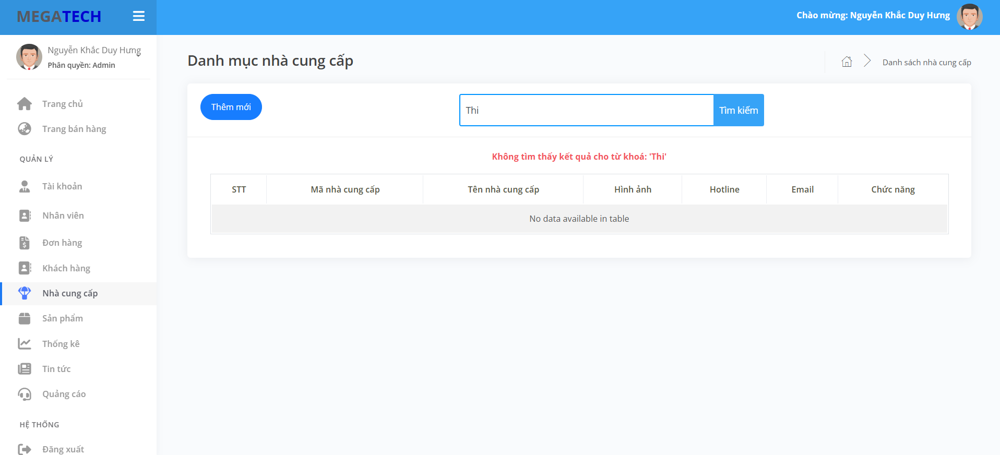 MEGATECH
Chào mừng: Nguyễn Khắc Duy Hưng
Nguyễn Khắc Duy Hưng
Phân quyền: Admin
Trang chủ
Trang bán hàng
QUẢN LÝ
Tài khoản
Nhân viên
Đơn hàng
Khách hàng
Nhà cung cấp
Sản phẩm
Thống kê
Tin tức
Quảng cáo
HỆ THỐNG
Đăng xuất
Danh mục nhà cung cấp
Danh sách nhà cung cấp
Thêm mới
Thi
Tìm kiếm
Không tìm thấy kết quả cho từ khoá: 'Thi'
STT Mã nhà cung cấp Tên nhà cung cấp Hình ảnh Hotline Email Chức năng
No data available in table